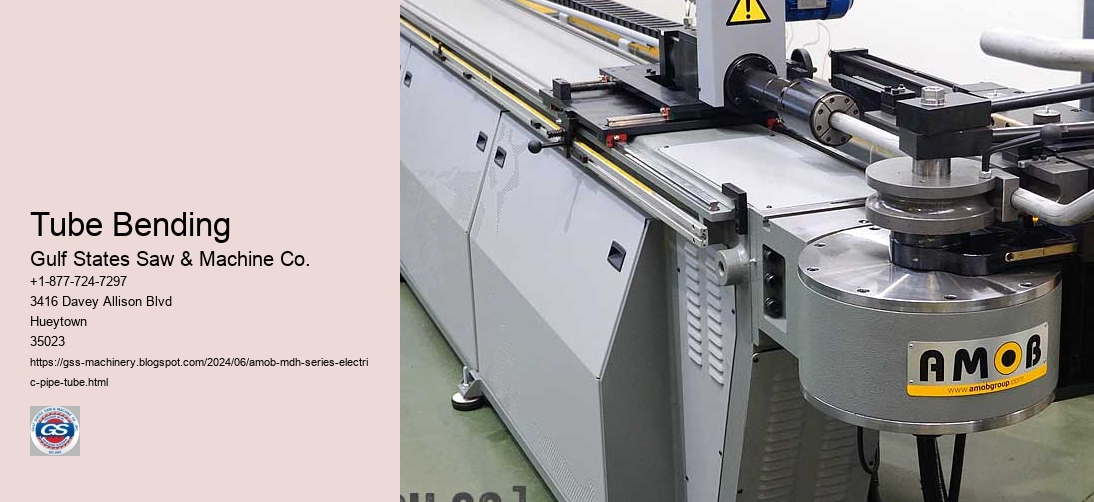 Tube Bending
Gulf States Saw & Machine Co.
+1-877-724-7297
3416 Davey Allison Blvd
Hueytown
35023
https://gss-machinery.blogspot.com/2024/06/amob-mdh-series-electri
c-pipe-tube.html
GS
AMOB
www.amobgroup.com